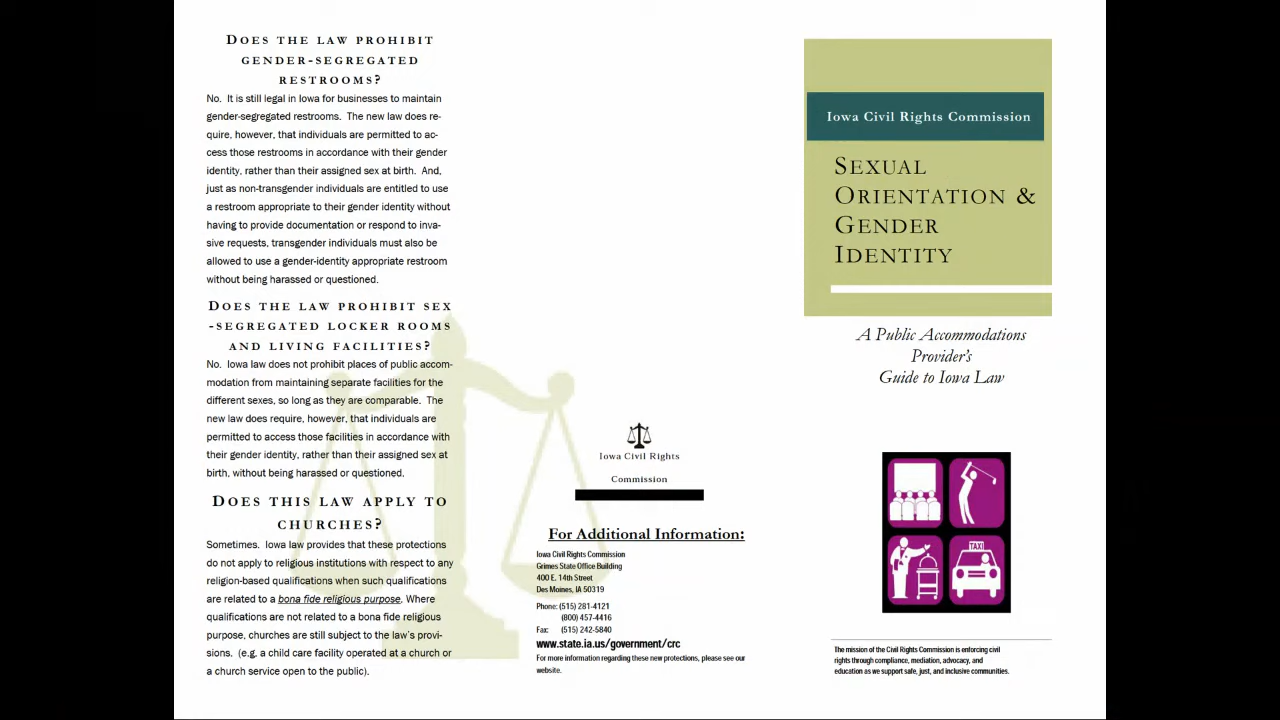 DOES THE LAW PROHIBIT
GENDER-SEGREGATED
RESTROOMS?
No. It is still legal in Iowa for businesses to maintain
gender-segregated restrooms. The new law does re-
quire, however, that individuals are permitted to ac-
cess those restrooms in accordance with their gender
identity, rather than their assigned sex at birth. And,
just as non-transgender individuals are entitled to use
a restroom appropriate to their gender identity without
having to provide documentation or respond to inva-
sive requests, transgender individuals must also be
allowed to use a gender-identity appropriate restroom
without being harassed or questioned.
DOES THE LAW PROHIBIT SEX
-SEGREGATED LOCKER ROOMS
AND LIVING FACILITIES?
No. Iowa law does not prohibit places of public accom-
modation from maintaining separate facilities for the
different sexes, so long as they are comparable. The
new law does require, however, that individuals are
permitted to access those facilities in accordance with
their gender identity, rather than their assigned sex at
birth, without being harassed or questioned.
DOES THIS LAW APPLY TO
CHURCHES?
Sometimes. Iowa law provides that these protections
do not apply to religious institutions with respect to any
religion-based qualifications when such qualifications
are related to a bona fide religious purpose. Where
qualifications are not related to a bona fide religious
purpose, churches are still subject to the law's provi-
sions. (e.g. a child care facility operated at a church or
a church service open to the public).
Iowa Civil Rights
Commission
For Additional Information:
Iowa Civil Rights Commission
Grimes State Office Building
400 E. 14th Street
Des Moines, IA 50319
Phone: (515) 281-4121
(800) 457-4416
Fax: (515) 242-5840
www.state.ia.us/government/crc
For more information regarding these new protections, please see our
website.
Iowa Civil Rights Commission
SEXUAL
ORIENTATION &
GENDER
IDENTITY
A Public Accommodations
Provider's
Guide to Iowa Law
TAXI
The mission of the Civil Rights Commission is enforcing civil
rights through compliance, mediation, advocacy, and
education as we support safe, just, and inclusive communities.